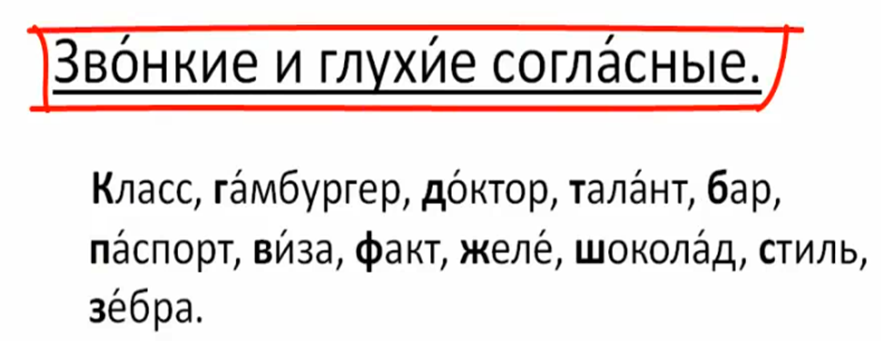 Зво́нкие и глухи́е согла́сные.
Класс, га́мбургер, до́ктор, тала́нт, бар,
па́спорт, ви́за, факт, желе́, шокола́д, стиль,
зе́бра.